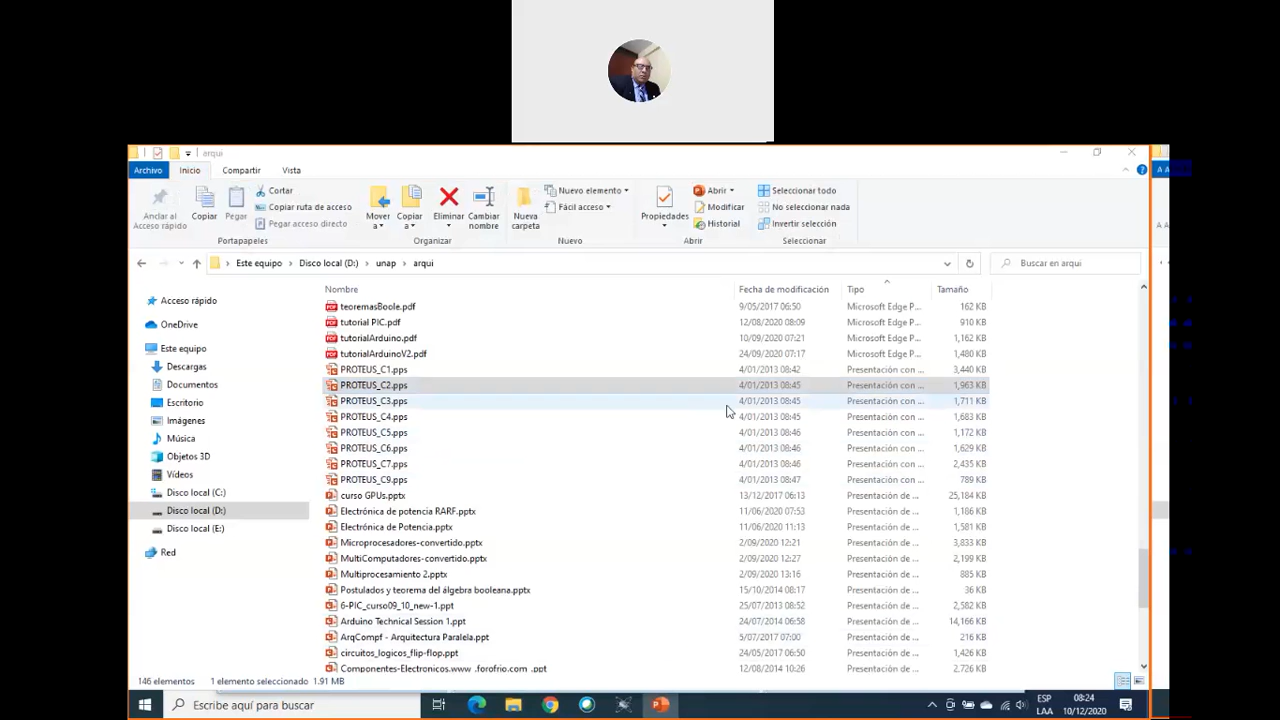 arqui
Archivo Inicio Compartir Vista
Anclar al Acceso rápido
Copiar
Pegar
Cortar
Copiar ruta de acceso
Pegar acceso directo
Mover a
Copiar a
Eliminar
Cambiar nombre
Nueva carpeta
Nuevo elemento
Fácil acceso
Propiedades
Abrir
Modificar
Historial
Seleccionar todo
No seleccionar nada
Invertir selección
Portapapeles Organizar Nuevo Abrir Seleccionar
Este equipo > Disco local (D:) > unap > arqui
Buscar en arqui
Nombre Fecha de modificación Tipo Tamaño
Acceso rápido
OneDrive
Este equipo
Descargas
Documentos
Escritorio
Imágenes
Música
Objetos 3D
Vídeos
Disco local (C:)
Disco local (D:)
Disco local (E:)
Red
teoremasBoole.pdf 9/05/2017 06:50 Microsoft Edge P... 162 KB
tutorial PIC.pdf 12/08/2020 08:09 Microsoft Edge P... 910 KB
tutorialArduino.pdf 10/09/2020 07:21 Microsoft Edge P... 1,162 KB
tutorialArduinoV2.pdf 24/09/2020 07:17 Microsoft Edge P... 1,480 KB
PROTEUS_C1.pps 4/01/2013 08:42 Presentación con ... 3,440 KB
PROTEUS_C2.pps 4/01/2013 08:45 Presentación con ... 1,963 KB
PROTEUS_C3.pps 4/01/2013 08:45 Presentación con ... 1,711 KB
PROTEUS_C4.pps 4/01/2013 08:45 Presentación con ... 1,683 KB
PROTEUS_C5.pps 4/01/2013 08:46 Presentación con ... 1,172 KB
PROTEUS_C6.pps 4/01/2013 08:46 Presentación con ... 1,629 KB
PROTEUS_C7.pps 4/01/2013 08:46 Presentación con ... 2,435 KB
PROTEUS_C9.pps 4/01/2013 08:47 Presentación con ... 789 KB
curso GPUs.pptx 13/12/2017 06:13 Presentación de ... 25,184 KB
Electrónica de potencia RARF.pptx 11/06/2020 07:53 Presentación de ... 1,186 KB
Electrónica de Potencia.pptx 11/06/2020 11:13 Presentación de ... 1,581 KB
Microprocesadores-convertido.pptx 2/09/2020 12:21 Presentación de ... 3,833 KB
MultiComputadores-convertido.pptx 2/09/2020 12:27 Presentación de ... 2,199 KB
Multiprocesamiento 2.pptx 2/09/2020 13:16 Presentación de ... 885 KB
Postulados y teorema del álgebra booleana.pptx 15/10/2014 08:17 Presentación de ... 36 KB
6-PIC_curso09_10_new-1.ppt 25/07/2013 08:52 Presentación de ... 2,582 KB
Arduino Technical Session 1.ppt 24/07/2014 06:58 Presentación de ... 14,166 KB
ArqCompf - Arquitectura Paralela.ppt 5/07/2017 07:00 Presentación de ... 216 KB
circuitos_logicos_flip-flop.ppt 24/05/2017 06:50 Presentación de ... 1,426 KB
Componentes-Electronicos.www .forofrio.com .ppt 12/08/2014 10:26 Presentación de ... 2,726 KB
146 elementos 1 elemento seleccionado 1.91 MB
Escribe aquí para buscar
ESP
LAA
08:24
10/12/2020